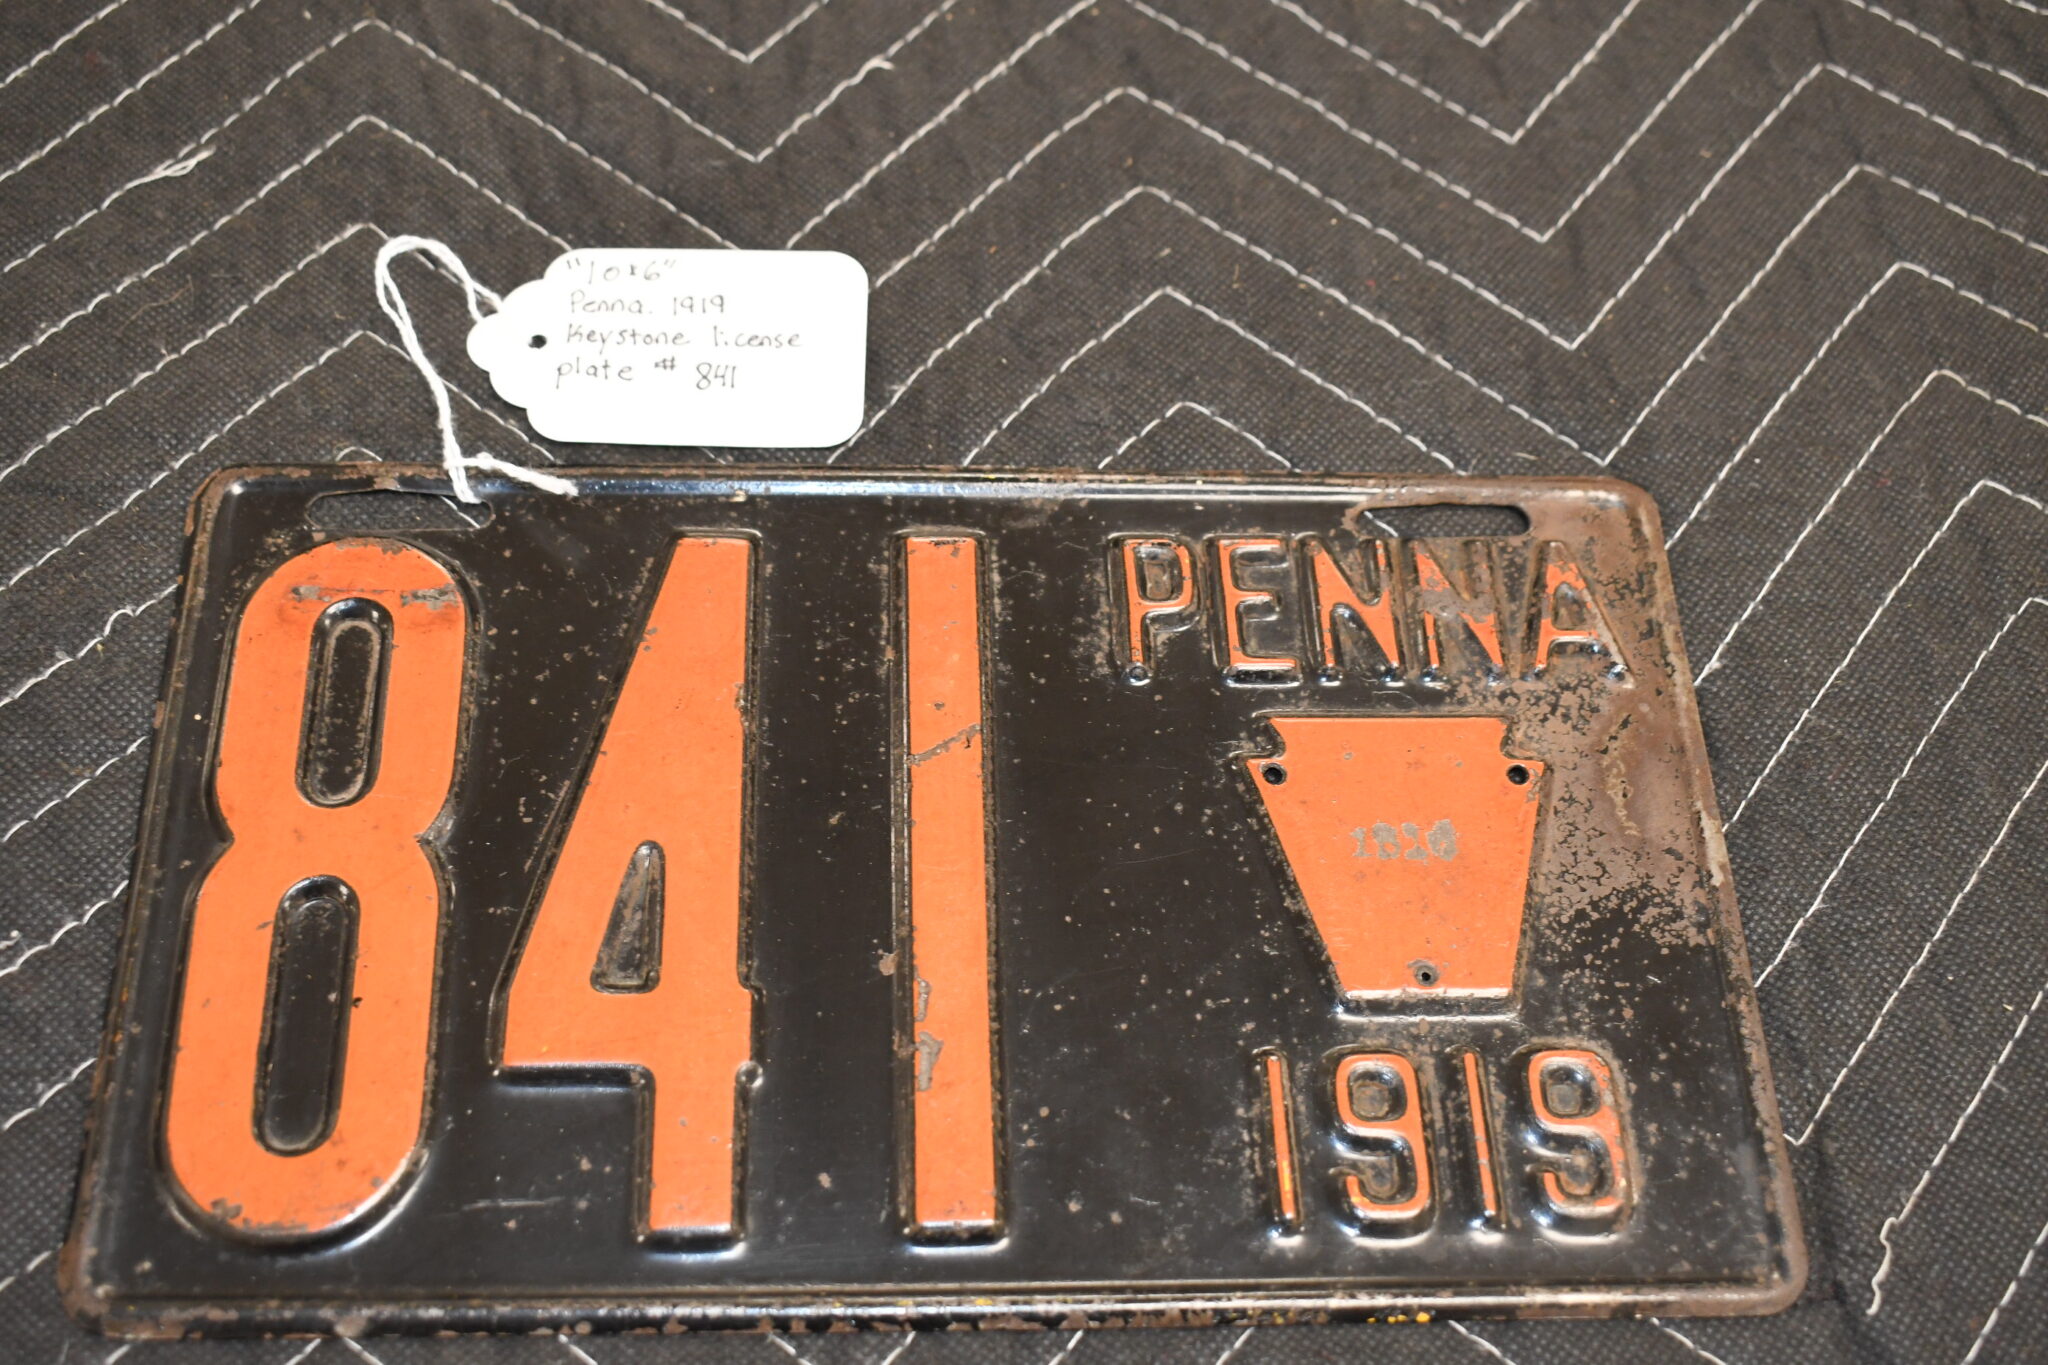 "10x6"
Penna. 1919
Keystone license
plate # 841
841
PENNA
1919